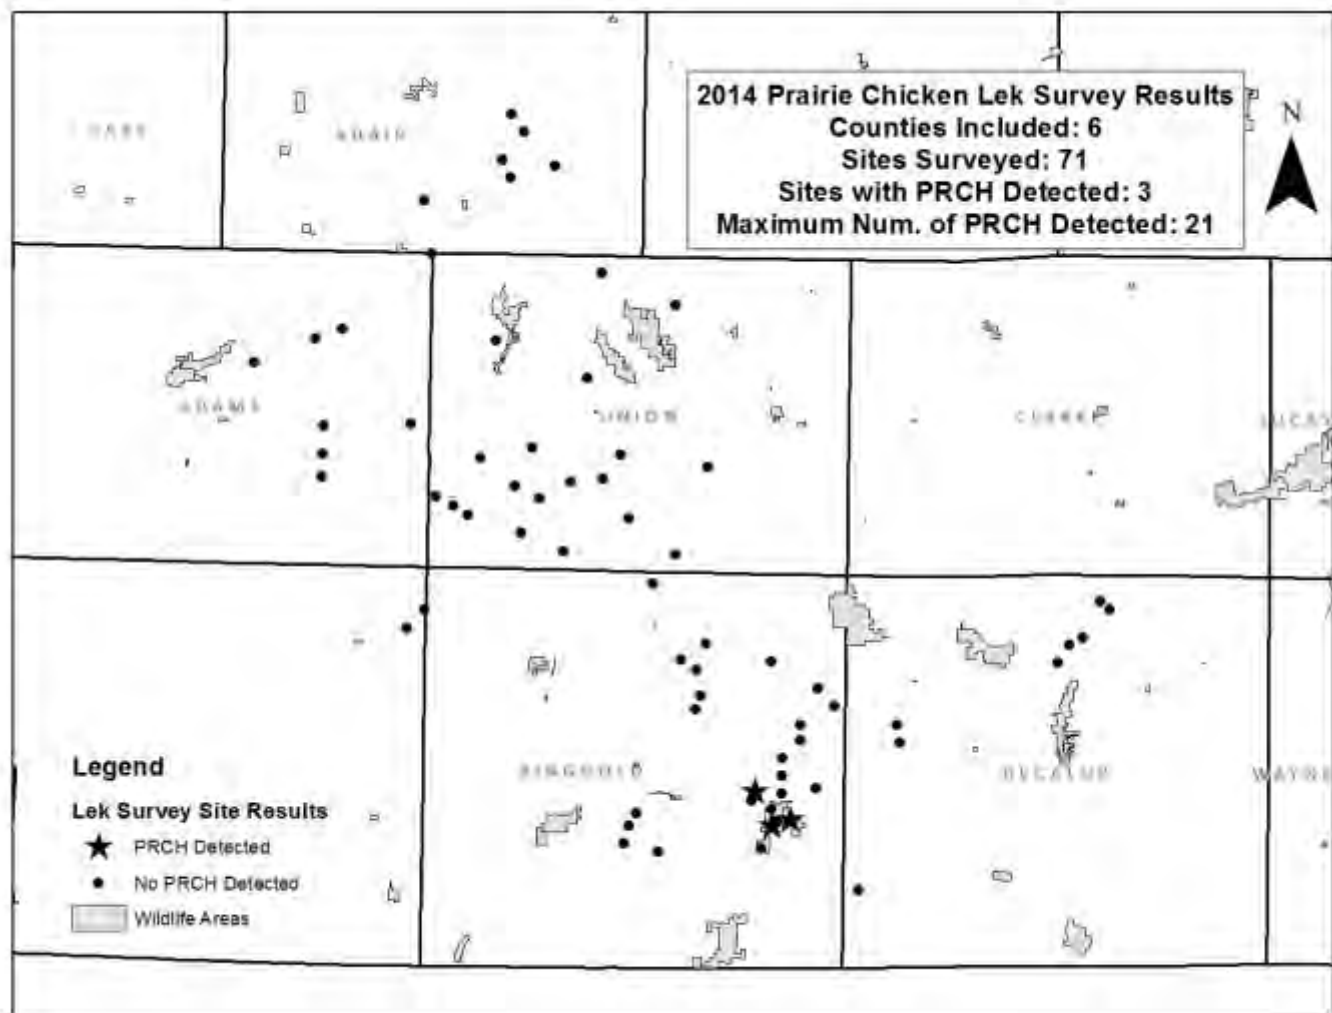 2014 Prairie Chicken Lek Survey Results
Counties Included: 6
Sites Surveyed: 71
Sites with PRCH Detected: 3
Maximum Num. of PRCH Detected: 21
N
ADAIR
ADAMS
UNION
LUCAS
RINGGOLD
DECATUR
WAYNE
Legend
Lek Survey Site Results
PRCH Detected
No PRCH Detected
Wildlife Areas